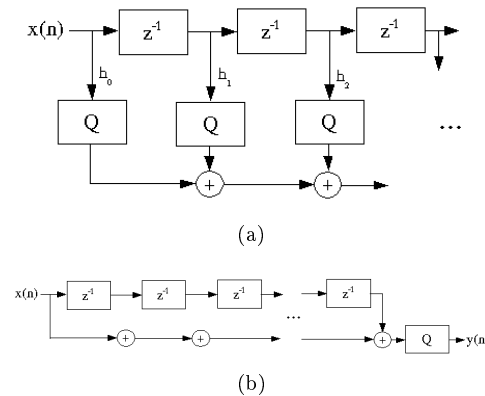 x(n) z⁻¹ z⁻¹ z⁻¹
h₀ h₁ h₂
Q Q Q ...
+ +
(a)
x(n) z⁻¹ z⁻¹ z⁻¹ z⁻¹
...
+ + + Q y(n
(b)